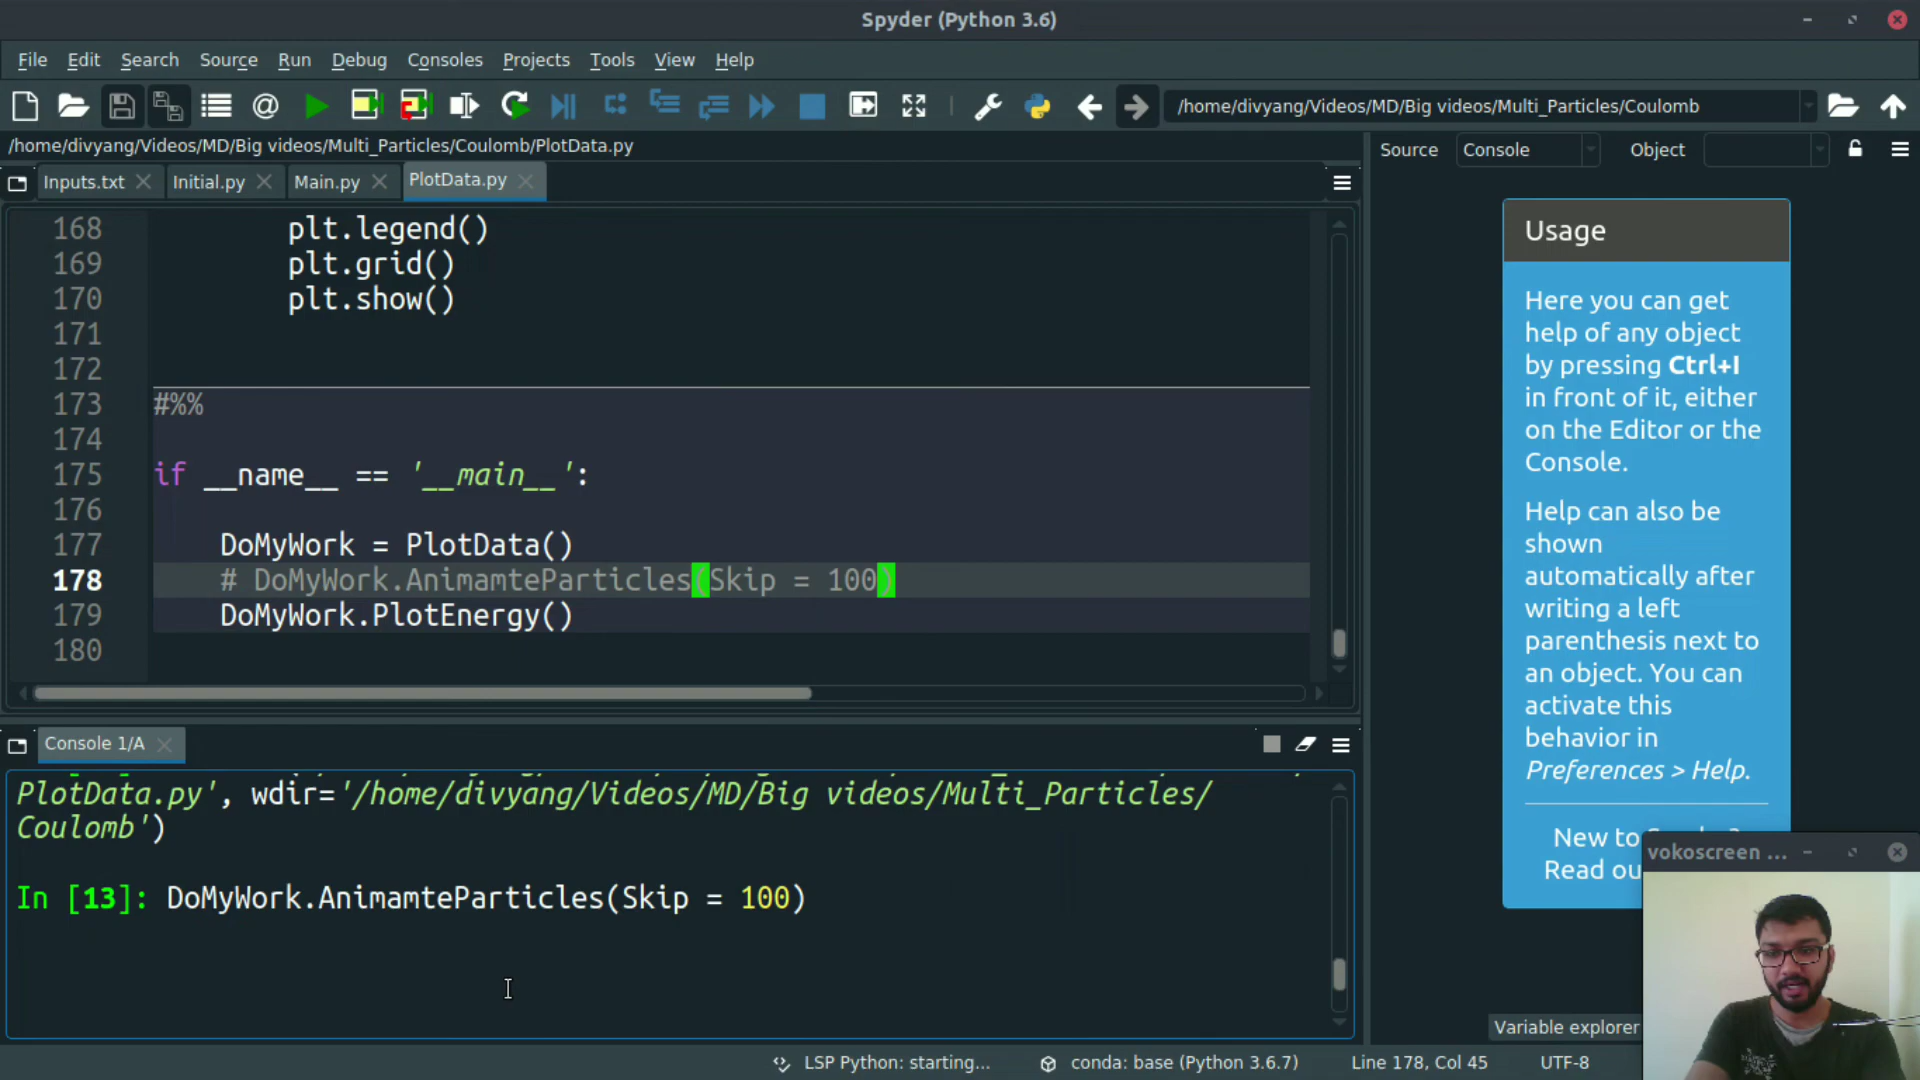 Spyder (Python 3.6)
File Edit Search Source Run Debug Consoles Projects Tools View Help
/home/divyang/Videos/MD/Big videos/Multi_Particles/Coulomb
/home/divyang/Videos/MD/Big videos/Multi_Particles/Coulomb/PlotData.py
Inputs.txt Initial.py Main.py PlotData.py
168 plt.legend()
169 plt.grid()
170 plt.show()
171
172
173 #%%
174
175 if __name__ == '__main__':
176
177 DoMyWork = PlotData()
178 # DoMyWork.AnimamteParticles(Skip = 100)
179 DoMyWork.PlotEnergy()
180
Console 1/A
PlotData.py', wdir='/home/divyang/Videos/MD/Big videos/Multi_Particles/
Coulomb')
In [13]: DoMyWork.AnimamteParticles(Skip = 100)
Source Console Object
Usage
Here you can get
help of any object
by pressing Ctrl+I
in front of it, either
on the Editor or the
Console.
Help can also be
shown
automatically after
writing a left
parenthesis next to
an object. You can
activate this
behavior in
Preferences > Help.
New to
Read
vokoscreen ...
Variable explorer
LSP Python: starting... conda: base (Python 3.6.7) Line 178, Col 45 UTF-8